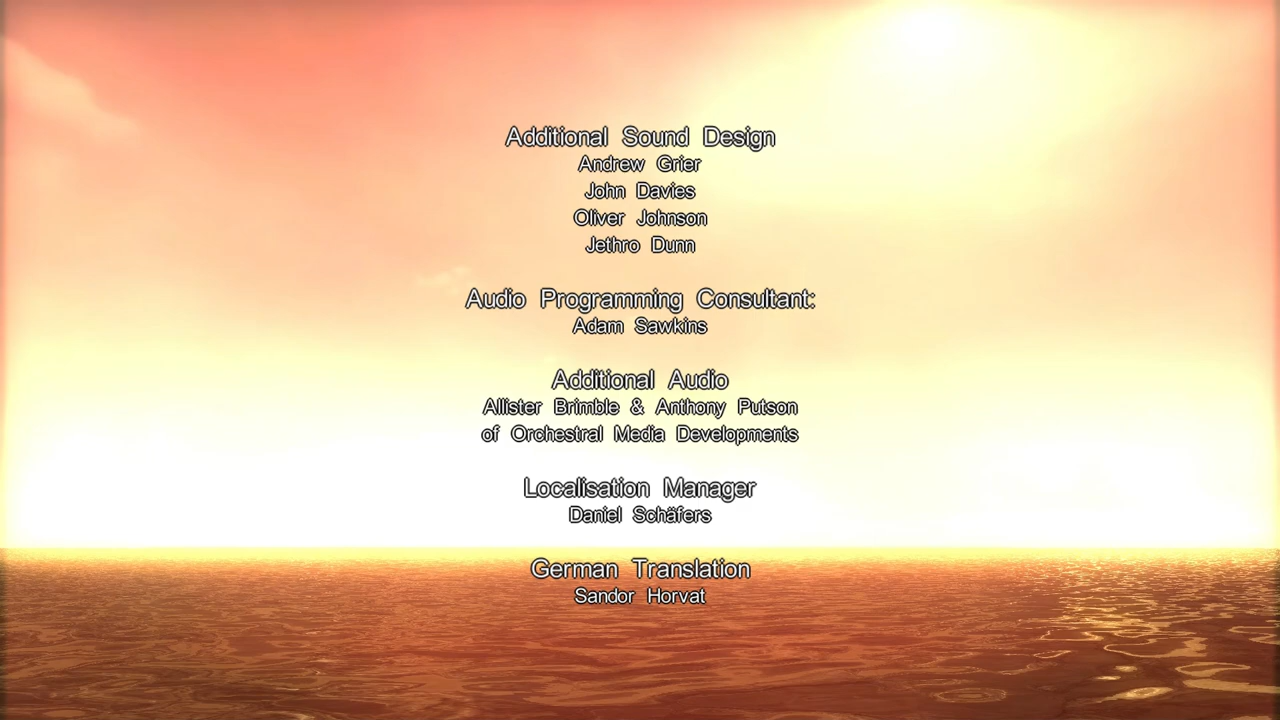 Additional Sound Design
Andrew Grier
John Davies
Oliver Johnson
Jethro Dunn
Audio Programming Consultant:
Adam Sawkins
Additional Audio
Allister Brimble & Anthony Putson
of Orchestral Media Developments
Localisation Manager
Daniel Schäfers
German Translation
Sandor Horvat